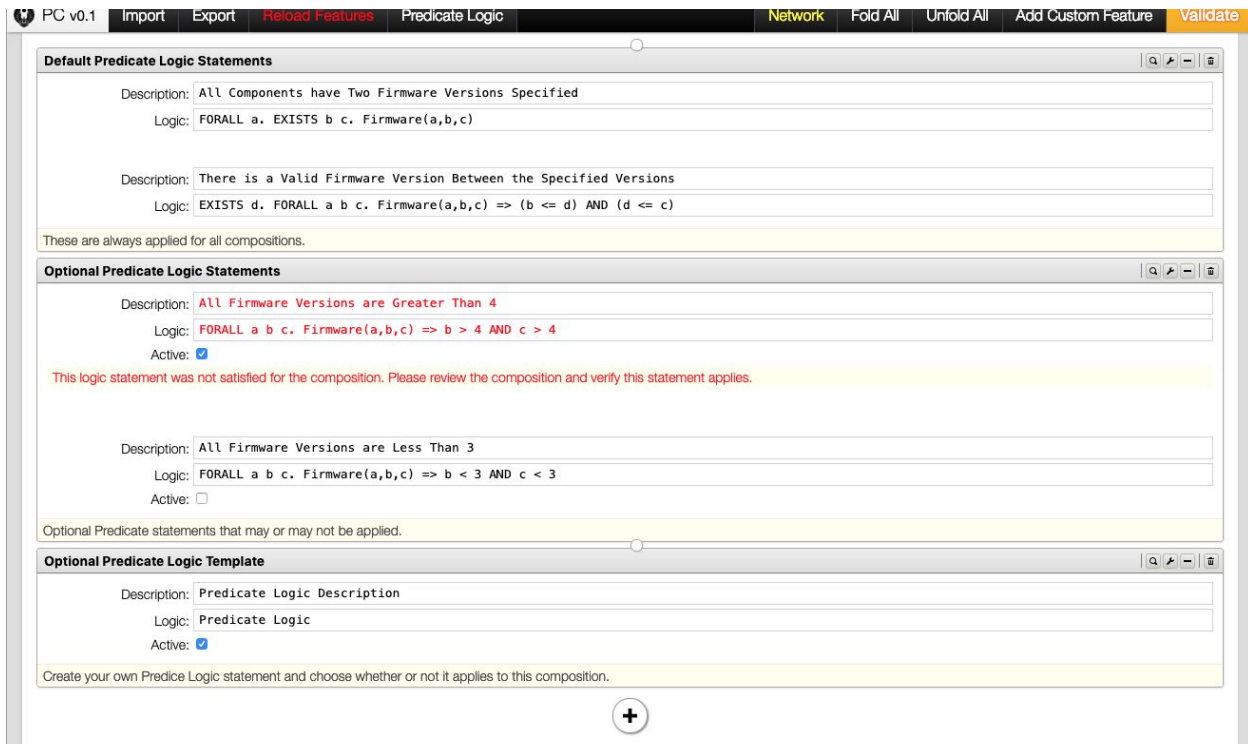 PC v0.1 Import Export Reload Features Predicate Logic Network Fold All Unfold All Add Custom Feature Validate
Default Predicate Logic Statements
Description: All Components have Two Firmware Versions Specified
Logic: FORALL a. EXISTS b c. Firmware(a,b,c)
Description: There is a Valid Firmware Version Between the Specified Versions
Logic: EXISTS d. FORALL a b c. Firmware(a,b,c) => (b <= d) AND (d <= c)
These are always applied for all compositions.
Optional Predicate Logic Statements
Description: All Firmware Versions are Greater Than 4
Logic: FORALL a b c. Firmware(a,b,c) => b > 4 AND c > 4
Active:
This logic statement was not satisfied for the composition. Please review the composition and verify this statement applies.
Description: All Firmware Versions are Less Than 3
Logic: FORALL a b c. Firmware(a,b,c) => b < 3 AND c < 3
Active:
Optional Predicate statements that may or may not be applied.
Optional Predicate Logic Template
Description: Predicate Logic Description
Logic: Predicate Logic
Active:
Create your own Predice Logic statement and choose whether or not it applies to this composition.